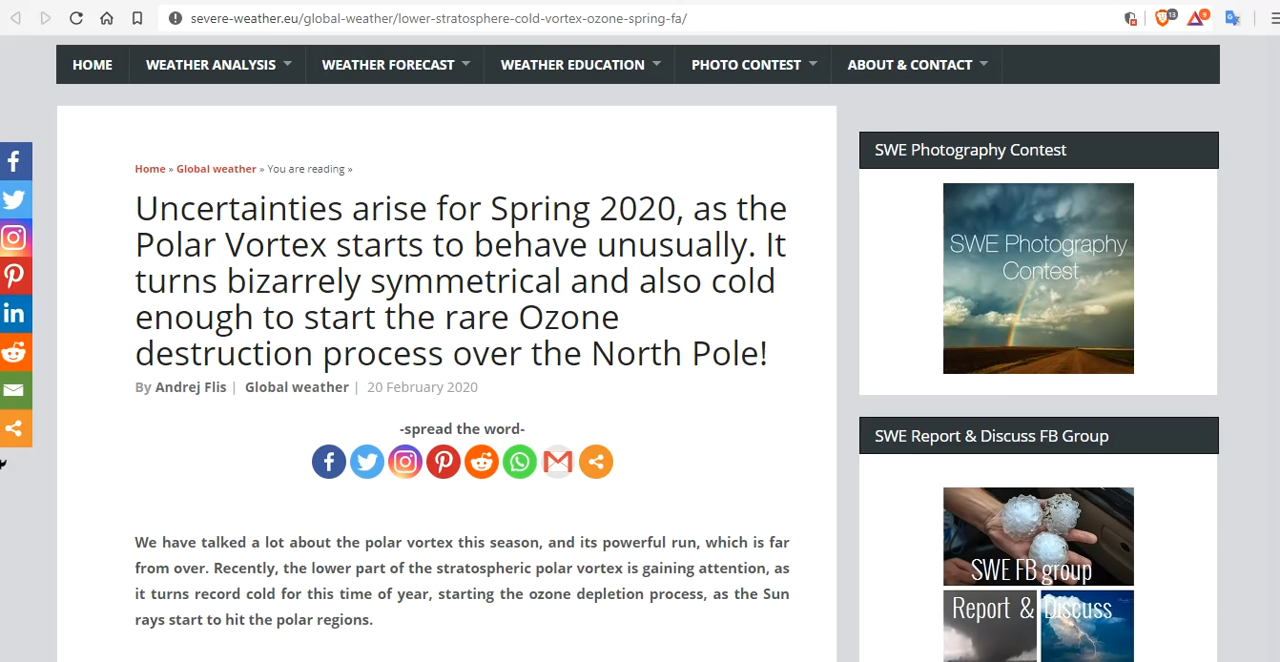 severe-weather.eu/global-weather/lower-stratosphere-cold-vortex-ozone-spring-fa/
13
HOME
WEATHER ANALYSIS
WEATHER FORECAST
WEATHER EDUCATION
PHOTO CONTEST
ABOUT & CONTACT
Home » Global weather » You are reading »
Uncertainties arise for Spring 2020, as the
Polar Vortex starts to behave unusually. It
turns bizarrely symmetrical and also cold
enough to start the rare Ozone
destruction process over the North Pole!
By Andrej Flis | Global weather | 20 February 2020
-spread the word-
We have talked a lot about the polar vortex this season, and its powerful run, which is far
from over. Recently, the lower part of the stratospheric polar vortex is gaining attention, as
it turns record cold for this time of year, starting the ozone depletion process, as the Sun
rays start to hit the polar regions.
SWE Photography Contest
SWE Photography
Contest
SWE Report & Discuss FB Group
SWE FB group
Report & Discuss